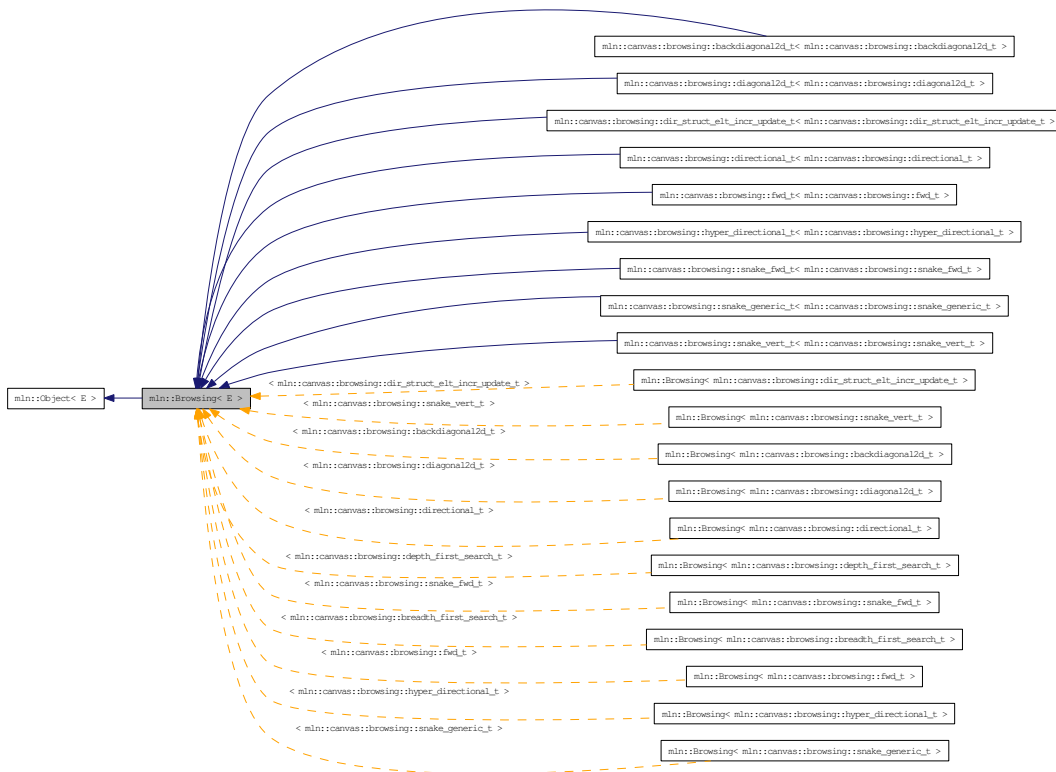 mln::canvas::browsing::backdiagonal2d_t< mln::canvas::browsing::backdiagonal2d_t >
mln::canvas::browsing::diagonal2d_t< mln::canvas::browsing::diagonal2d_t >
mln::canvas::browsing::dir_struct_elt_incr_update_t< mln::canvas::browsing::dir_struct_elt_incr_update_t >
mln::canvas::browsing::directional_t< mln::canvas::browsing::directional_t >
mln::canvas::browsing::fwd_t< mln::canvas::browsing::fwd_t >
mln::canvas::browsing::hyper_directional_t< mln::canvas::browsing::hyper_directional_t >
mln::canvas::browsing::snake_fwd_t< mln::canvas::browsing::snake_fwd_t >
mln::canvas::browsing::snake_generic_t< mln::canvas::browsing::snake_generic_t >
mln::canvas::browsing::snake_vert_t< mln::canvas::browsing::snake_vert_t >
mln::Object< E >
mln::Browsing< E >
< mln::canvas::browsing::dir_struct_elt_incr_update_t >
mln::Browsing< mln::canvas::browsing::dir_struct_elt_incr_update_t >
< mln::canvas::browsing::snake_vert_t >
mln::Browsing< mln::canvas::browsing::snake_vert_t >
< mln::canvas::browsing::backdiagonal2d_t >
mln::Browsing< mln::canvas::browsing::backdiagonal2d_t >
< mln::canvas::browsing::diagonal2d_t >
mln::Browsing< mln::canvas::browsing::diagonal2d_t >
< mln::canvas::browsing::directional_t >
mln::Browsing< mln::canvas::browsing::directional_t >
< mln::canvas::browsing::depth_first_search_t >
mln::Browsing< mln::canvas::browsing::depth_first_search_t >
< mln::canvas::browsing::snake_fwd_t >
mln::Browsing< mln::canvas::browsing::snake_fwd_t >
< mln::canvas::browsing::breadth_first_search_t >
mln::Browsing< mln::canvas::browsing::breadth_first_search_t >
< mln::canvas::browsing::fwd_t >
mln::Browsing< mln::canvas::browsing::fwd_t >
< mln::canvas::browsing::hyper_directional_t >
mln::Browsing< mln::canvas::browsing::hyper_directional_t >
< mln::canvas::browsing::snake_generic_t >
mln::Browsing< mln::canvas::browsing::snake_generic_t >